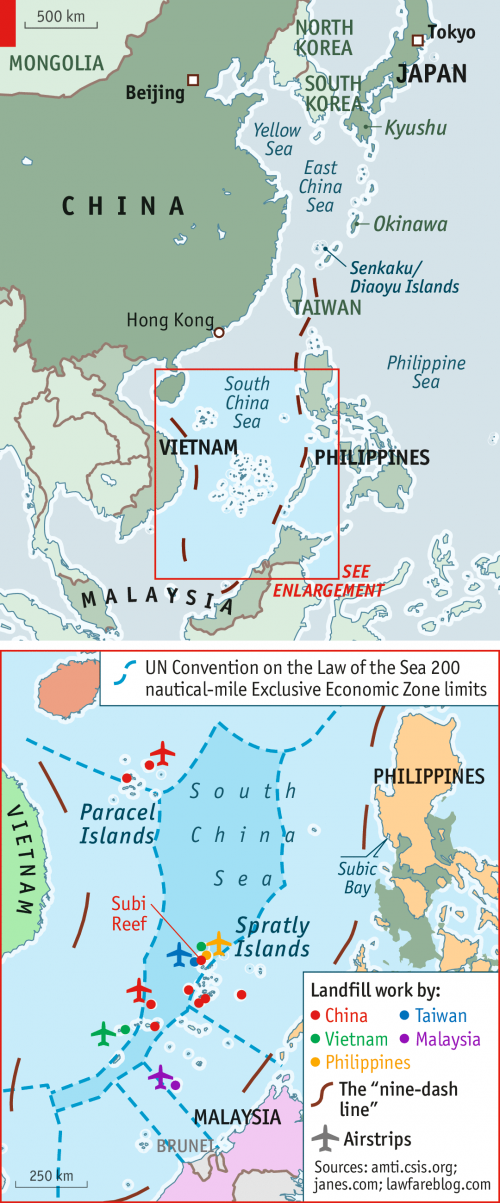 500 km
MONGOLIA
NORTH
KOREA
Tokyo
JAPAN
Beijing
SOUTH
KOREA
Kyushu
Yellow
Sea
East
China
Sea
CHINA
Okinawa
Senkaku/
Diaoyu Islands
TAIWAN
Hong Kong
Philippine
Sea
South
China
Sea
VIETNAM
PHILIPPINES
SEE
ENLARGEMENT
MALAYSIA
UN Convention on the Law of the Sea 200
nautical-mile Exclusive Economic Zone limits
PHILIPPINES
South
China
Sea
Paracel
Islands
VIETNAM
Subic
Bay
Subi
Reef
Spratly
Islands
Landfill work by:
China
Taiwan
Vietnam
Malaysia
Philippines
The “nine-dash
line”
Airstrips
Sources: amti.csis.org;
janes.com; lawfareblog.com
MALAYSIA
BRUNEI
250 km